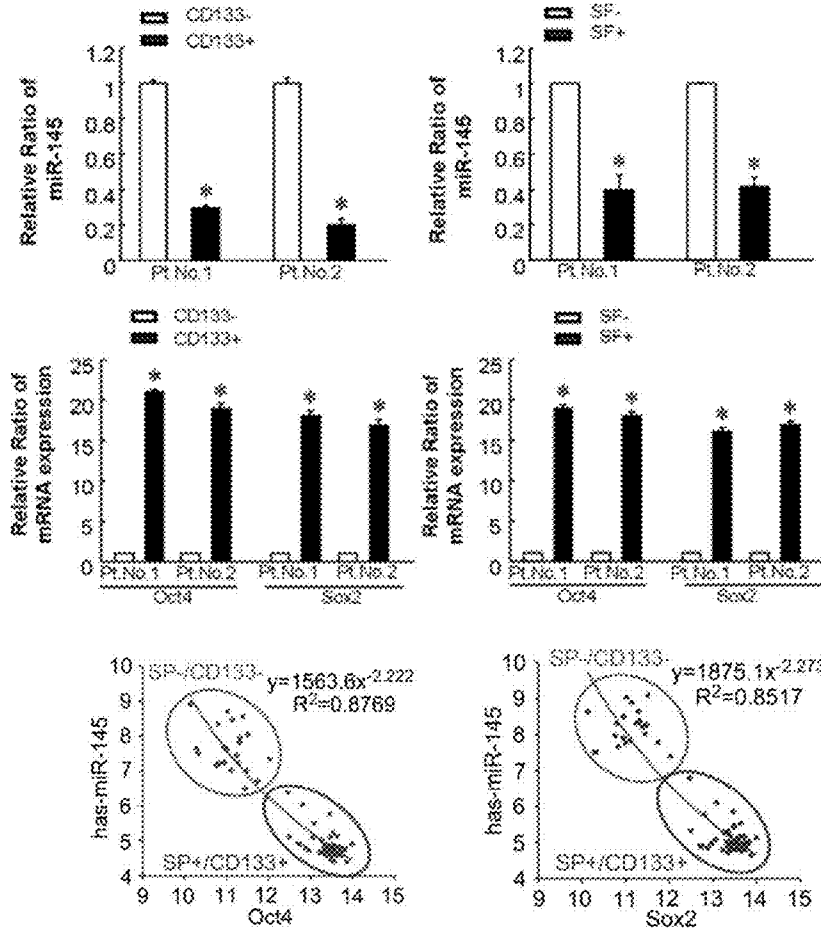 CD133-
CD133+
Relative Ratio of
miR-145
1.2
1
0.8
0.6
0.4
0.2
0
*
*
Pt.No.1
Pt.No.2
SF-
SF+
Relative Ratio of
miR-145
1.2
1
0.8
0.6
0.4
0.2
0
*
*
Pt.No.1
Pt.No.2
CD133-
CD133+
Relative Ratio of
mRNA expression
25
20
15
10
5
0
*
*
*
*
Pt.No.1 Pt.No.2 Pt.No.1 Pt.No.2
Oct4 Sox2
SF-
SF+
Relative Ratio of
mRNA expression
25
20
15
10
5
0
*
*
*
*
Pt.No.1 Pt.No.2 Pt.No.1 Pt.No.2
Oct4 Sox2
has-miR-145
10
9
8
7
6
5
4
SP-/CD133-
y=1563.6x-2.222
R2=0.8769
SP+/CD133+
9 10 11 12 13 14 15
Oct4
has-miR-145
10
9
8
7
6
5
4
SP-/CD133-
y=1875.1x-2.273
R2=0.8517
SP+/CD133+
9 10 11 12 13 14 15
Sox2